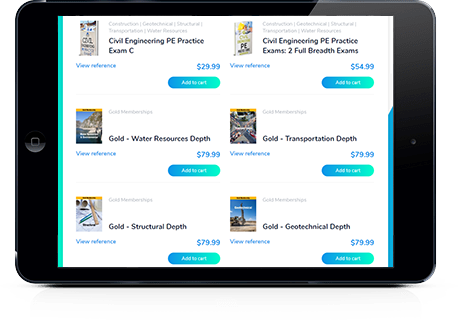 Construction | Geotechnical | Structural |
Transportation | Water Resources
Civil Engineering PE Practice
Exam C
View reference
$29.99
Add to cart
Construction | Geotechnical | Structural |
Transportation | Water Resources
Civil Engineering PE Practice
Exams: 2 Full Breadth Exams
View reference
$54.99
Add to cart
Gold Memberships
Gold - Water Resources Depth
View reference
$79.99
Add to cart
Gold Memberships
Gold - Transportation Depth
View reference
$79.99
Add to cart
Gold Memberships
Gold - Structural Depth
View reference
$79.99
Add to cart
Gold Memberships
Gold - Geotechnical Depth
View reference
$79.99
Add to cart